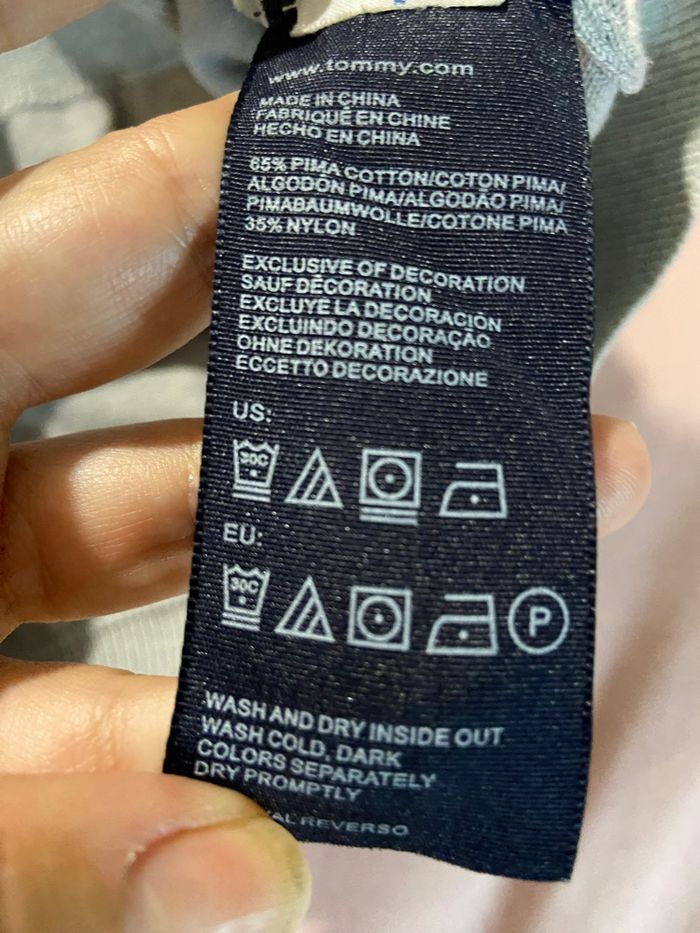 www.tommy.com
MADE IN CHINA
FABRIQUÉ EN CHINE
HECHO EN CHINA
65% PIMA COTTON/COTON PIMA/
ALGODÓN PIMA/ALGODÃO PIMA/
PIMABAUMWOLLE/COTONE PIMA
35% NYLON
EXCLUSIVE OF DECORATION
SAUF DÉCORATION
EXCLUYE LA DECORACIÓN
EXCLUINDO DECORAÇÃO
OHNE DEKORATION
ECCETTO DECORAZIONE
US:
30C
EU:
30C P
WASH AND DRY INSIDE OUT
WASH COLD, DARK
COLORS SEPARATELY
DRY PROMPTLY
REVERSO